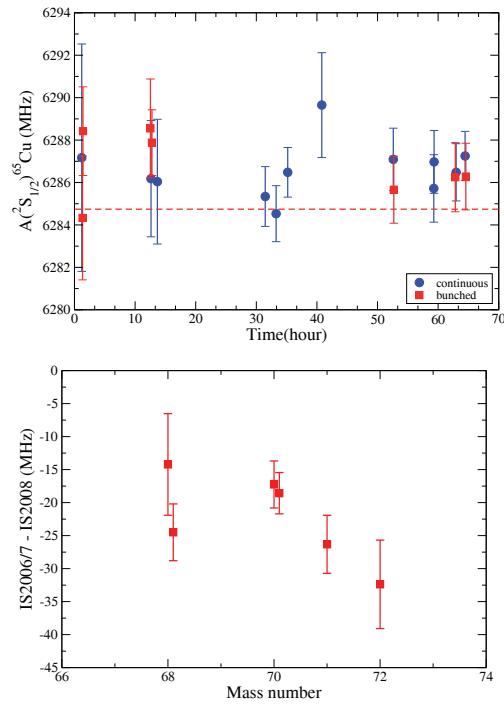 6294
6292
6290
6288
6286
6284
6282
6280
A(²S₁/₂) ⁶⁵Cu (MHz)
continuous
bunched
0 10 20 30 40 50 60 70
Time(hour)
0
-5
-10
-15
-20
-25
-30
-35
-40
-45
IS2006/7 - IS2008 (MHz)
66 68 70 72 74
Mass number